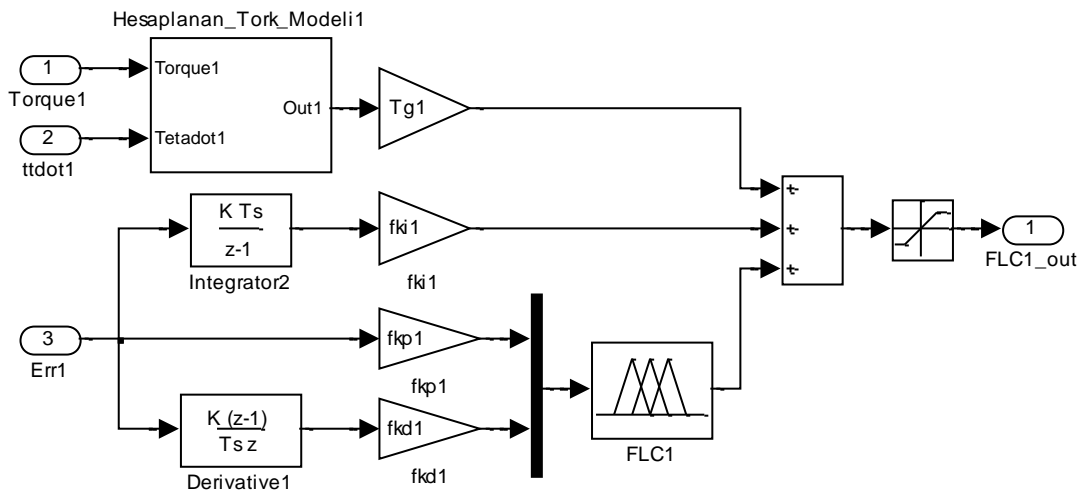 Hesaplanan_Tork_Modeli1
1
Torque1
Torque1
Out1
Tg1
2
ttdot1
Tetadot1
K Ts
z-1
Integrator2
fki1
fki1
+
+
+
1
FLC1_out
3
Err1
fkp1
fkp1
K (z-1)
Ts z
Derivative1
fkd1
fkd1
FLC1